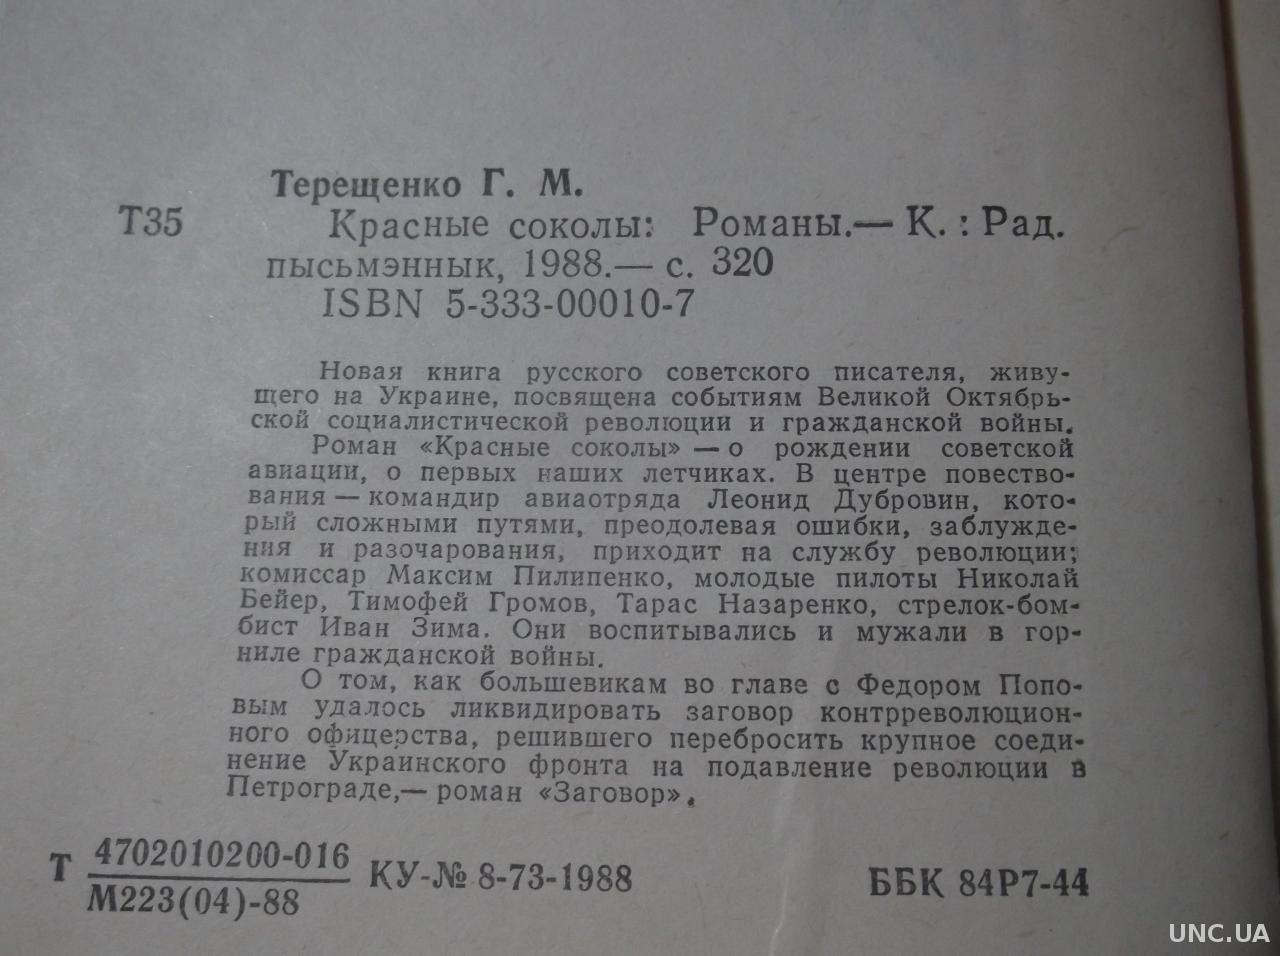 Терещенко Г. М.
Т35 Красные соколы: Романы.— К. : Рад.
пысьмэннык, 1988.— с. 320
ISBN 5-333-00010-7
Новая книга русского советского писателя, живу-
щего на Украине, посвящена событиям Великой Октябрь-
ской социалистической революции и гражданской войны.
Роман «Красные соколы» — о рождении советской
авиации, о первых наших летчиках. В центре повество-
вания — командир авиаотряда Леонид Дубровин, кото-
рый сложными путями, преодолевая ошибки, заблужде-
ния и разочарования, приходит на службу революции;
комиссар Максим Пилипенко, молодые пилоты Николай
Бейер, Тимофей Громов, Тарас Назаренко, стрелок-бом-
бист Иван Зима. Они воспитывались и мужали в гор-
ниле гражданской войны.
О том, как большевикам во главе с Федором Попо-
вым удалось ликвидировать заговор контрреволюцион-
ного офицерства, решившего перебросить крупное соеди-
нение Украинского фронта на подавление революции в
Петрограде,— роман «Заговор».
Т 4702010200-016 КУ-№ 8-73-1988 ББК 84Р7-44
М223(04)-88
UNC.UA